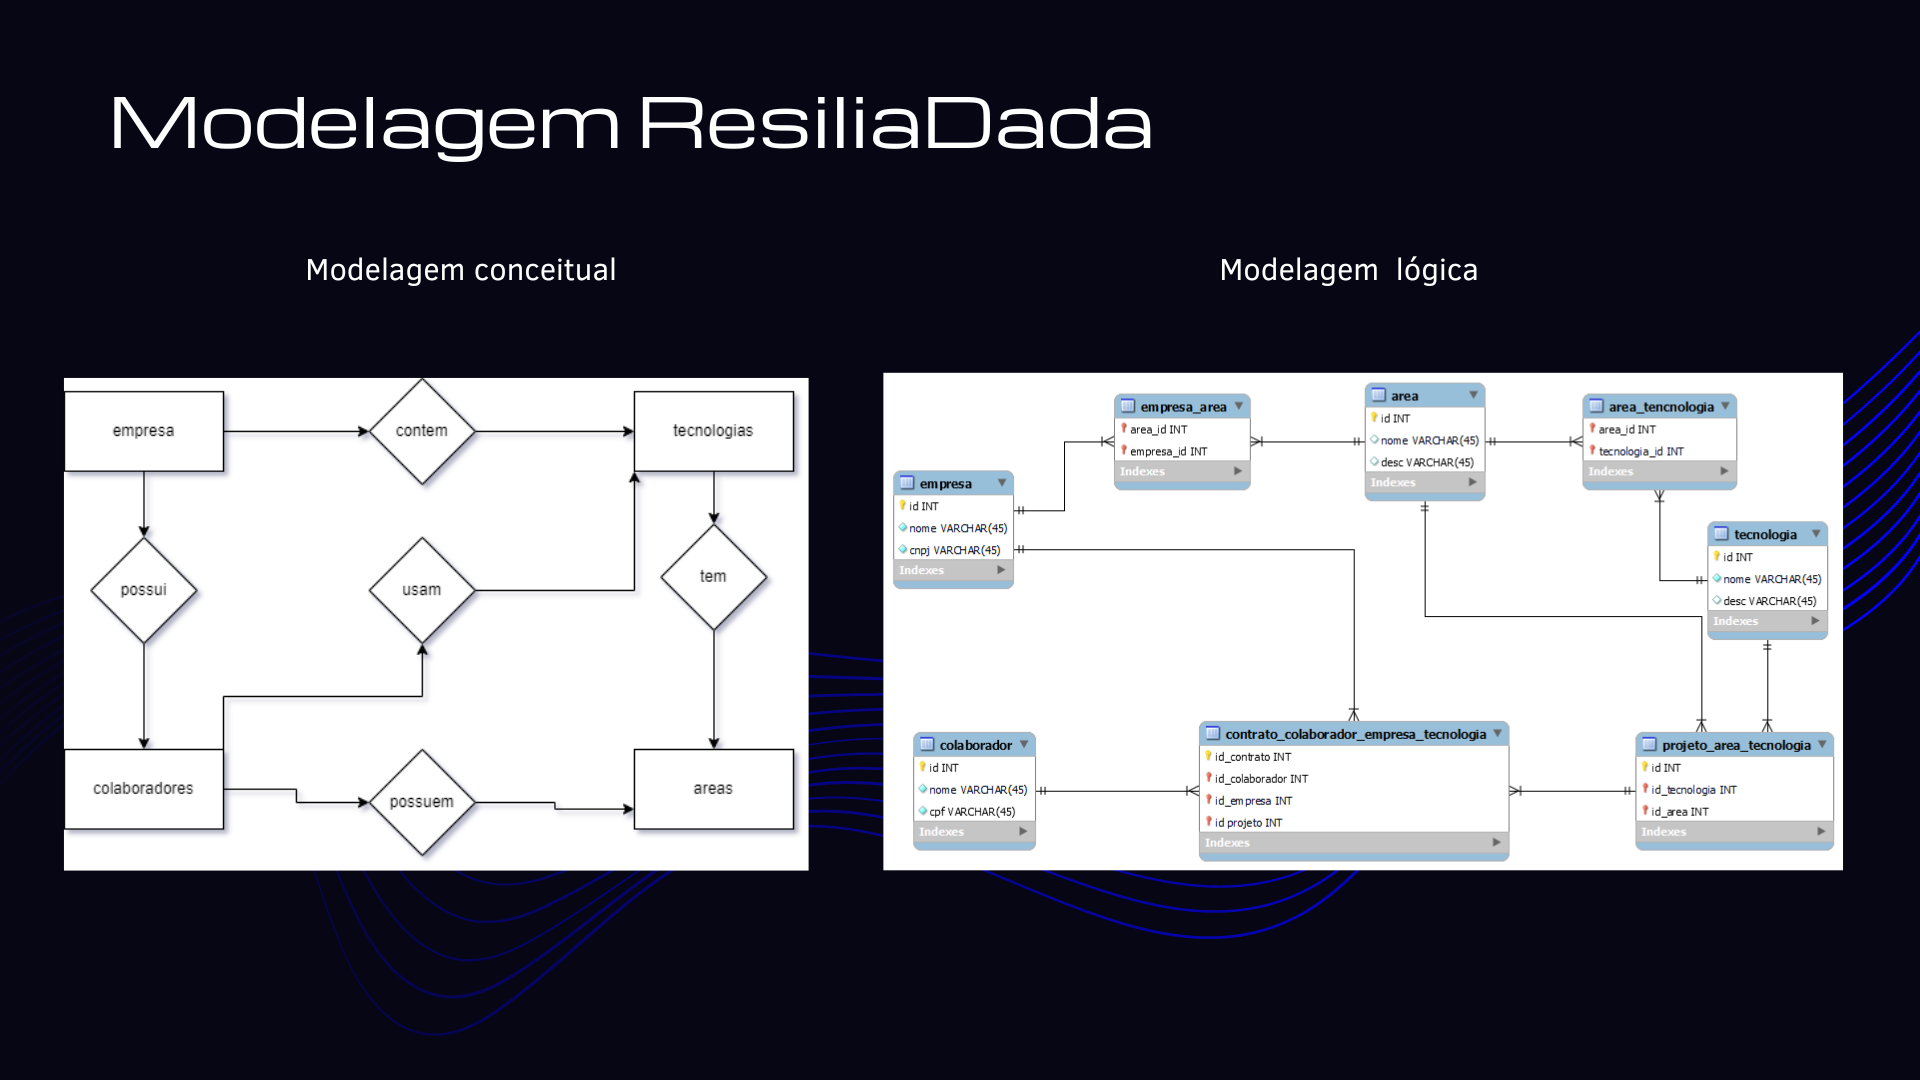 Modelagem ResiliaDada
Modelagem conceitual
empresa
contem
tecnologias
possui
usam
tem
colaboradores
possuem
areas
Modelagem lógica
empresa_area
area_id INT
empresa_id INT
Indexes
area
id INT
nome VARCHAR(45)
desc VARCHAR(45)
Indexes
area_tencnologia
area_id INT
tecnologia_id INT
Indexes
empresa
id INT
nome VARCHAR(45)
cnpj VARCHAR(45)
Indexes
tecnologia
id INT
nome VARCHAR(45)
desc VARCHAR(45)
Indexes
colaborador
id INT
nome VARCHAR(45)
cpf VARCHAR(45)
Indexes
contrato_colaborador_empresa_tecnologia
id_contrato INT
id_colaborador INT
id_empresa INT
id projeto INT
Indexes
projeto_area_tecnologia
id INT
id_tecnologia INT
id_area INT
Indexes